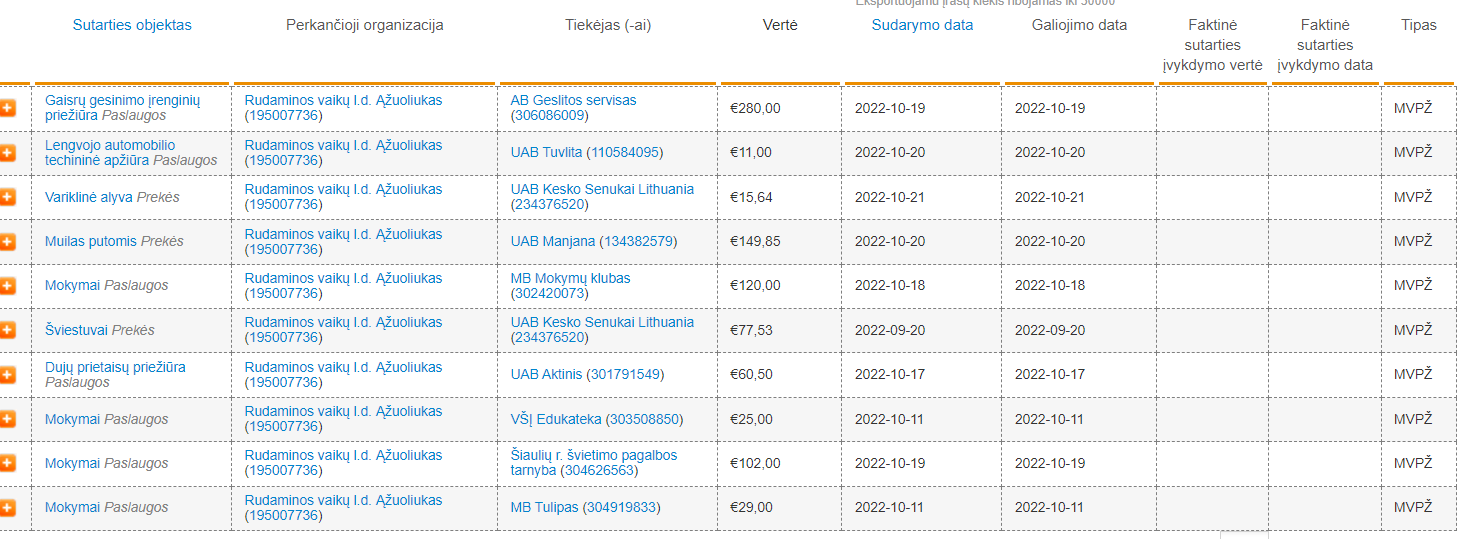 Eksportuojamų įrašų kiekis ribojamas iki 50000
Sutarties objektas Perkančioji organizacija Tiekėjas (-ai) Vertė Sudarymo data Galiojimo data Faktinė sutarties įvykdymo vertė Faktinė sutarties įvykdymo data Tipas
Gaisrų gesinimo įrenginių priežiūra Paslaugos Rudaminos vaikų l.d. Ąžuoliukas (195007736) AB Geslitos servisas (306086009) €280,00 2022-10-19 2022-10-19 MVPŽ
Lengvojo automobilio techininė apžiūra Paslaugos Rudaminos vaikų l.d. Ąžuoliukas (195007736) UAB Tuvlita (110584095) €11,00 2022-10-20 2022-10-20 MVPŽ
Variklinė alyva Prekės Rudaminos vaikų l.d. Ąžuoliukas (195007736) UAB Kesko Senukai Lithuania (234376520) €15,64 2022-10-21 2022-10-21 MVPŽ
Muilas putomis Prekės Rudaminos vaikų l.d. Ąžuoliukas (195007736) UAB Manjana (134382579) €149,85 2022-10-20 2022-10-20 MVPŽ
Mokymai Paslaugos Rudaminos vaikų l.d. Ąžuoliukas (195007736) MB Mokymų klubas (302420073) €120,00 2022-10-18 2022-10-18 MVPŽ
Šviestuvai Prekės Rudaminos vaikų l.d. Ąžuoliukas (195007736) UAB Kesko Senukai Lithuania (234376520) €77,53 2022-09-20 2022-09-20 MVPŽ
Dujų prietaisų priežiūra Paslaugos Rudaminos vaikų l.d. Ąžuoliukas (195007736) UAB Aktinis (301791549) €60,50 2022-10-17 2022-10-17 MVPŽ
Mokymai Paslaugos Rudaminos vaikų l.d. Ąžuoliukas (195007736) VŠĮ Edukateka (303508850) €25,00 2022-10-11 2022-10-11 MVPŽ
Mokymai Paslaugos Rudaminos vaikų l.d. Ąžuoliukas (195007736) Šiaulių r. švietimo pagalbos tarnyba (304626563) €102,00 2022-10-19 2022-10-19 MVPŽ
Mokymai Paslaugos Rudaminos vaikų l.d. Ąžuoliukas (195007736) MB Tulipas (304919833) €29,00 2022-10-11 2022-10-11 MVPŽ